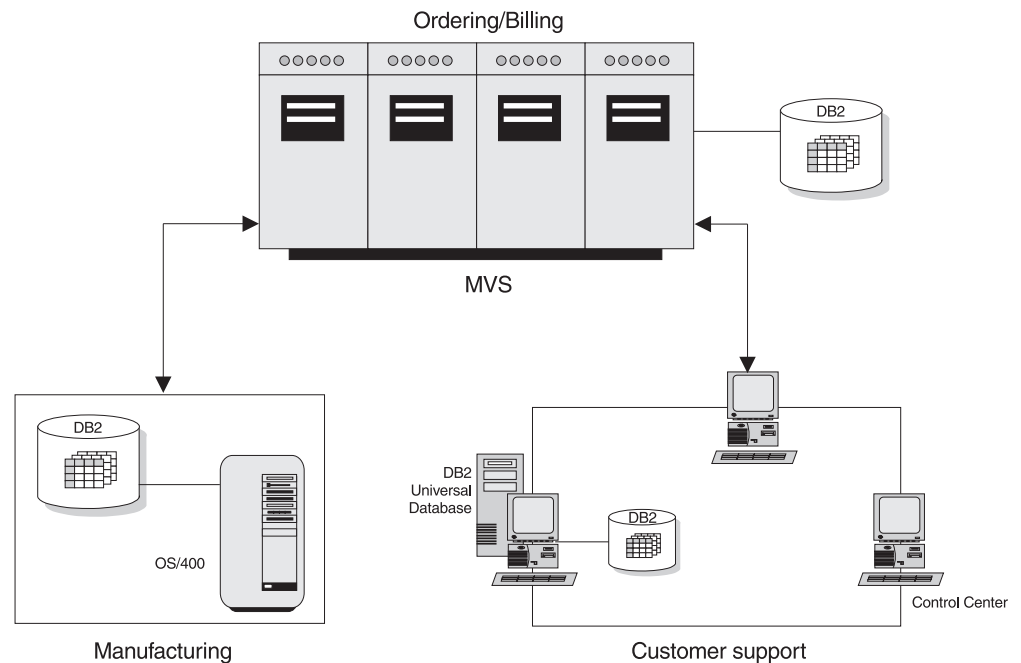 Ordering/Billing
DB2
MVS
DB2
OS/400
Manufacturing
DB2
Universal
Database
DB2
Control Center
Customer support